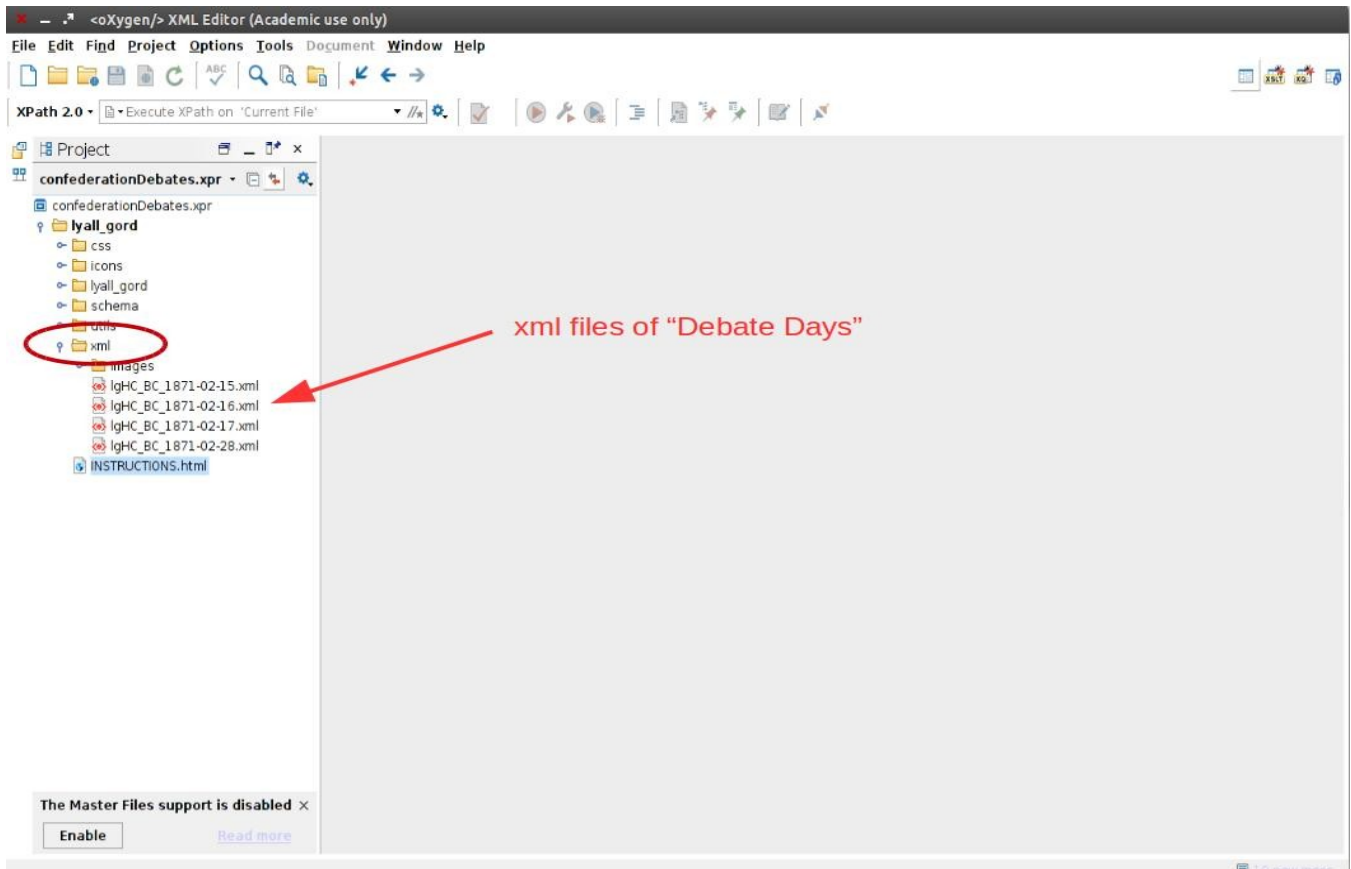 <oXygen/> XML Editor (Academic use only)
File Edit Find Project Options Tools Document Window Help
ABC
XSLT XQ
XPath 2.0 Execute XPath on 'Current File'
Project
confederationDebates.xpr
confederationDebates.xpr
lyall_gord
css
icons
lyall_gord
schema
utils
xml
images
lgHC_BC_1871-02-15.xml
lgHC_BC_1871-02-16.xml
lgHC_BC_1871-02-17.xml
lgHC_BC_1871-02-28.xml
INSTRUCTIONS.html
xml files of “Debate Days”
The Master Files support is disabled
Enable Read more